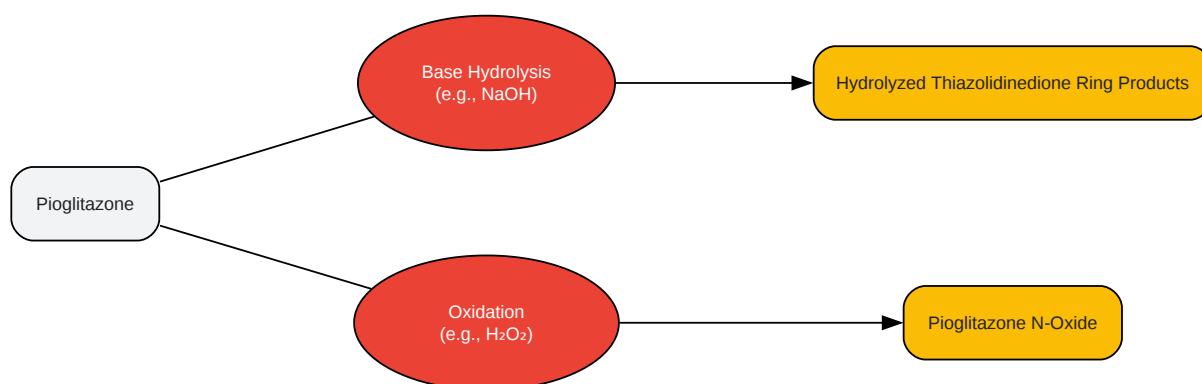 Base Hydrolysis
(e.g., NaOH)
Hydrolyzed Thiazolidinedione Ring Products
Pioglitazone
Oxidation
(e.g., H₂O₂)
Pioglitazone N-Oxide